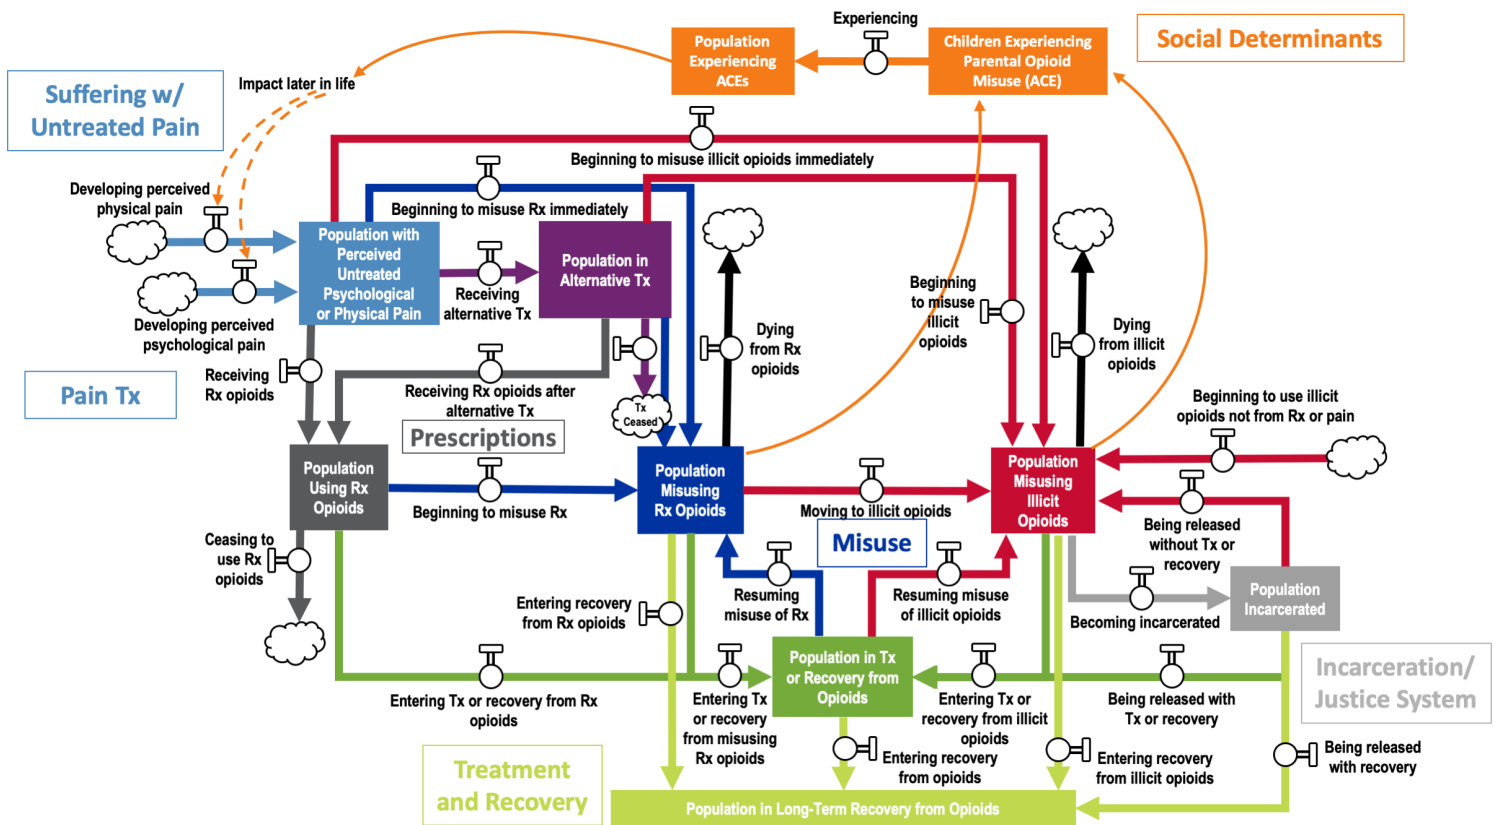 Experiencing
Population
Experiencing
ACEs
Children Experiencing
Parental Opioid
Misuse (ACE)
Social Determinants
Suffering w/
Untreated Pain
Impact later in life
Beginning to misuse illicit opioids immediately
Developing perceived
physical pain
Beginning to misuse Rx immediately
Population with
Perceived
Untreated
Psychological
or Physical Pain
Population in
Alternative Tx
Receiving
alternative Tx
Developing perceived
psychological pain
Beginning
to misuse
illicit
opioids
Dying
from Rx
opioids
Dying
from illicit
opioids
Pain Tx
Receiving
Rx opioids
Receiving Rx opioids after
alternative Tx
Tx
Ceased
Beginning to use illicit
opioids not from Rx or pain
Prescriptions
Population
Using Rx
Opioids
Population
Misusing
Rx Opioids
Population
Misusing
Illicit
Opioids
Beginning to misuse Rx
Moving to illicit opioids
Misuse
Being released
without Tx or
recovery
Ceasing to
use Rx
opioids
Entering recovery
from Rx opioids
Resuming
misuse of Rx
Resuming misuse
of illicit opioids
Becoming incarcerated
Population
Incarcerated
Population in Tx
or Recovery from
Opioids
Incarceration/
Justice System
Entering Tx or recovery from Rx
opioids
Entering Tx
or recovery
from misusing
Rx opioids
Entering Tx or
recovery from illicit
opioids
Being released with
Tx or recovery
Treatment
and Recovery
Entering recovery
from opioids
Entering recovery
from illicit opioids
Being released
with recovery
Population in Long-Term Recovery from Opioids